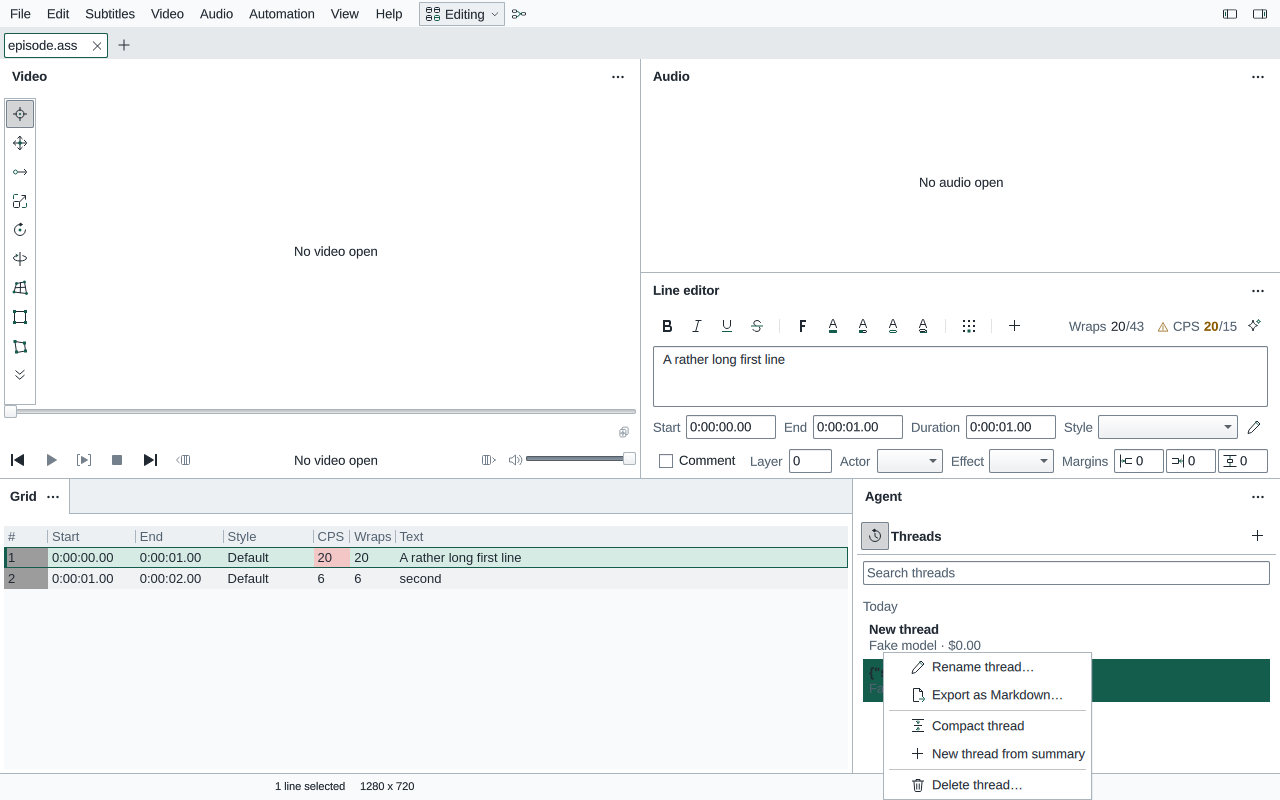 File Edit Subtitles Video Audio Automation View Help Editing
episode.ass
Video
Audio
No video open
No audio open
Line editor
B I U S F A A A A Wraps 20/43 CPS 20/15
A rather long first line
Start 0:00:00.00 End 0:00:01.00 Duration 0:00:01.00 Style
No video open
Comment Layer 0 Actor Effect Margins 0 0 0
Grid
Agent
# Start End Style CPS Wraps Text
1 0:00:00.00 0:00:01.00 Default 20 20 A rather long first line
2 0:00:01.00 0:00:02.00 Default 6 6 second
Threads
Search threads
Today
New thread
Fake model · $0.00
Rename thread…
Export as Markdown…
Compact thread
New thread from summary
Delete thread…
1 line selected 1280 x 720